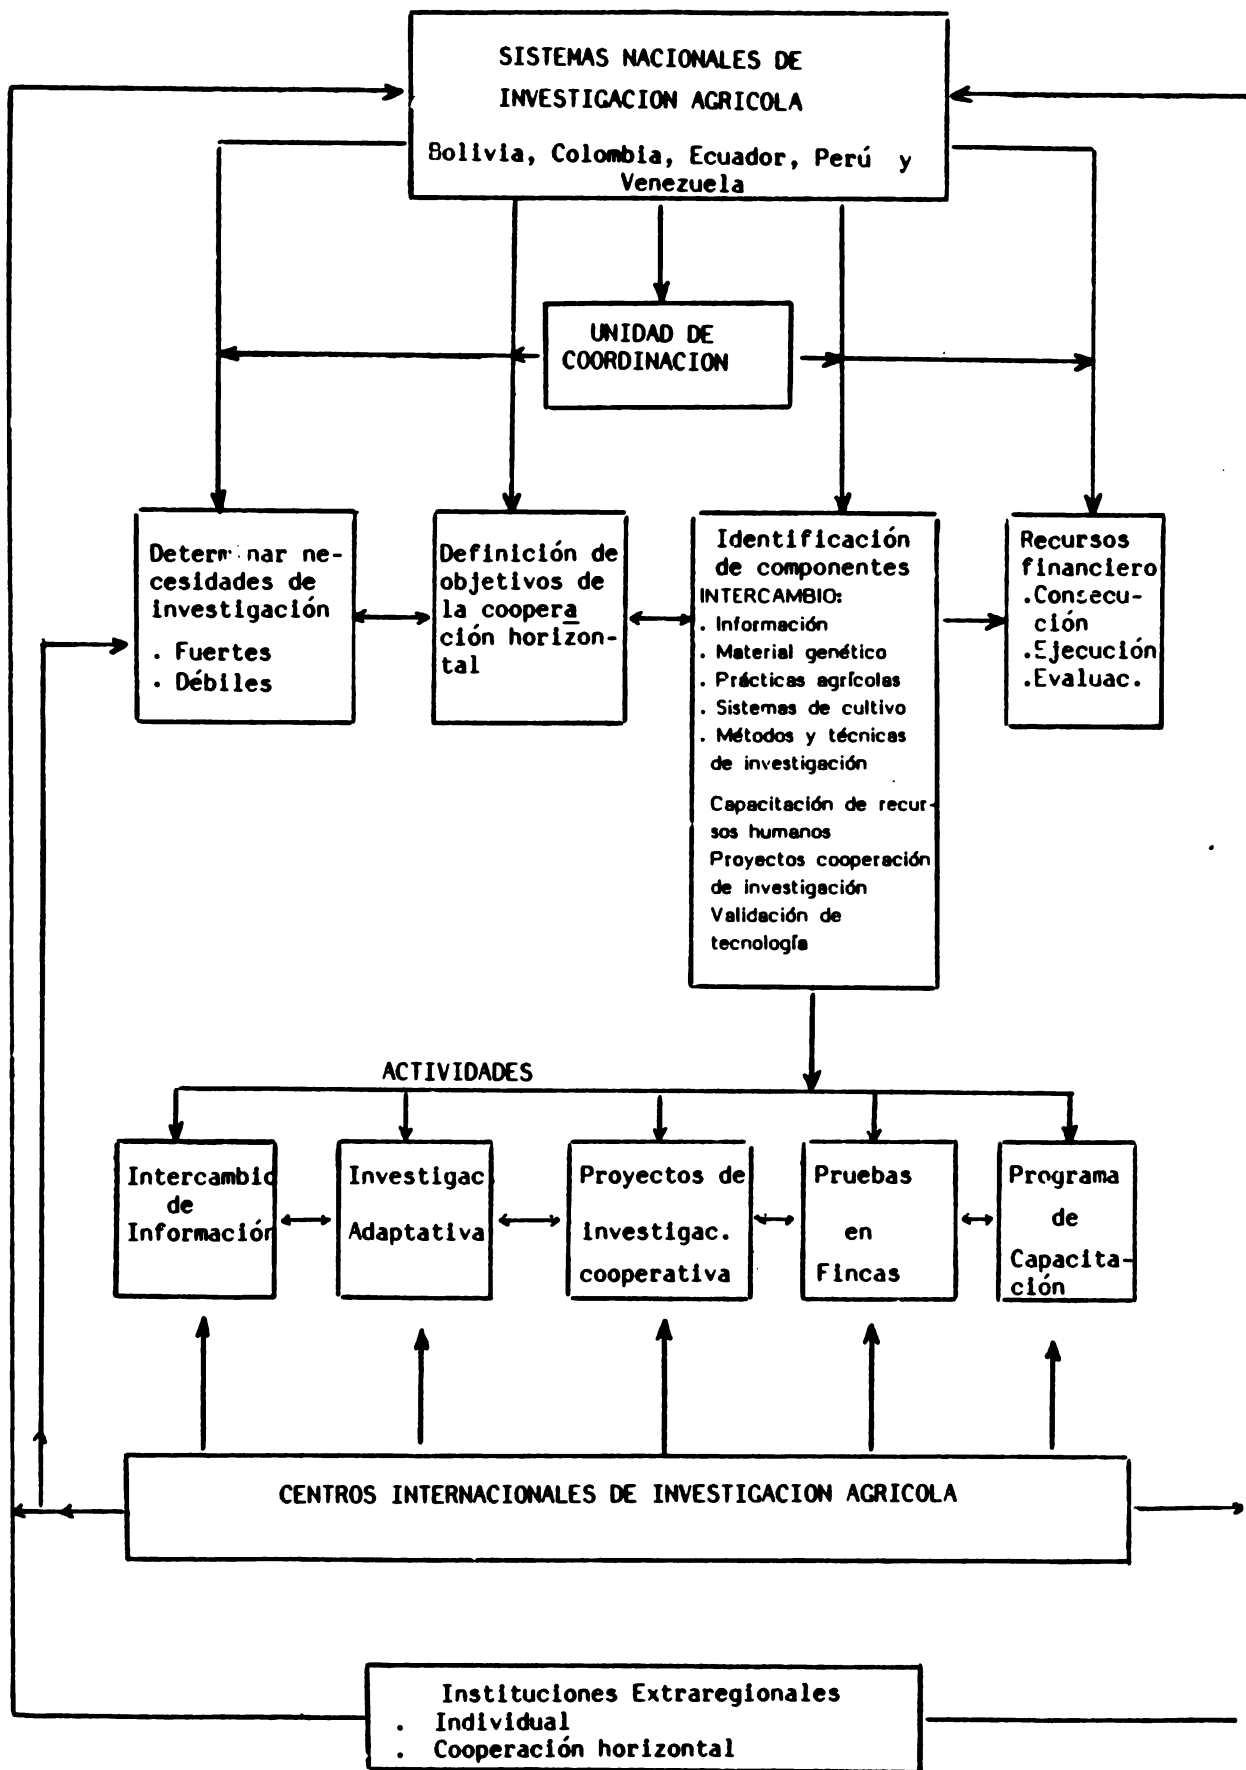 SISTEMAS NACIONALES DE
INVESTIGACION AGRICOLA
Bolivia, Colombia, Ecuador, Perú y
Venezuela
UNIDAD DE
COORDINACION
Determinar ne-
cesidades de
investigación
. Fuertes
. Débiles
Definición de
objetivos de
la coopera
ción horizon-
tal
Identificación
de componentes
INTERCAMBIO:
. Información
. Material genético
. Prácticas agrícolas
. Sistemas de cultivo
. Métodos y técnicas
de investigación
Capacitación de recur-
sos humanos
Proyectos cooperación
de investigación
Validación de
tecnología
Recursos
financiero
.Consecu-
ción
.Ejecución
.Evaluac.
ACTIVIDADES
Intercambio
de
Información
Investigac
Adaptativa
Proyectos de
investigac.
cooperativa
Pruebas
en
Fincas
Programa
de
Capacita-
ción
CENTROS INTERNACIONALES DE INVESTIGACION AGRICOLA
Instituciones Extraregionales
. Individual
. Cooperación horizontal